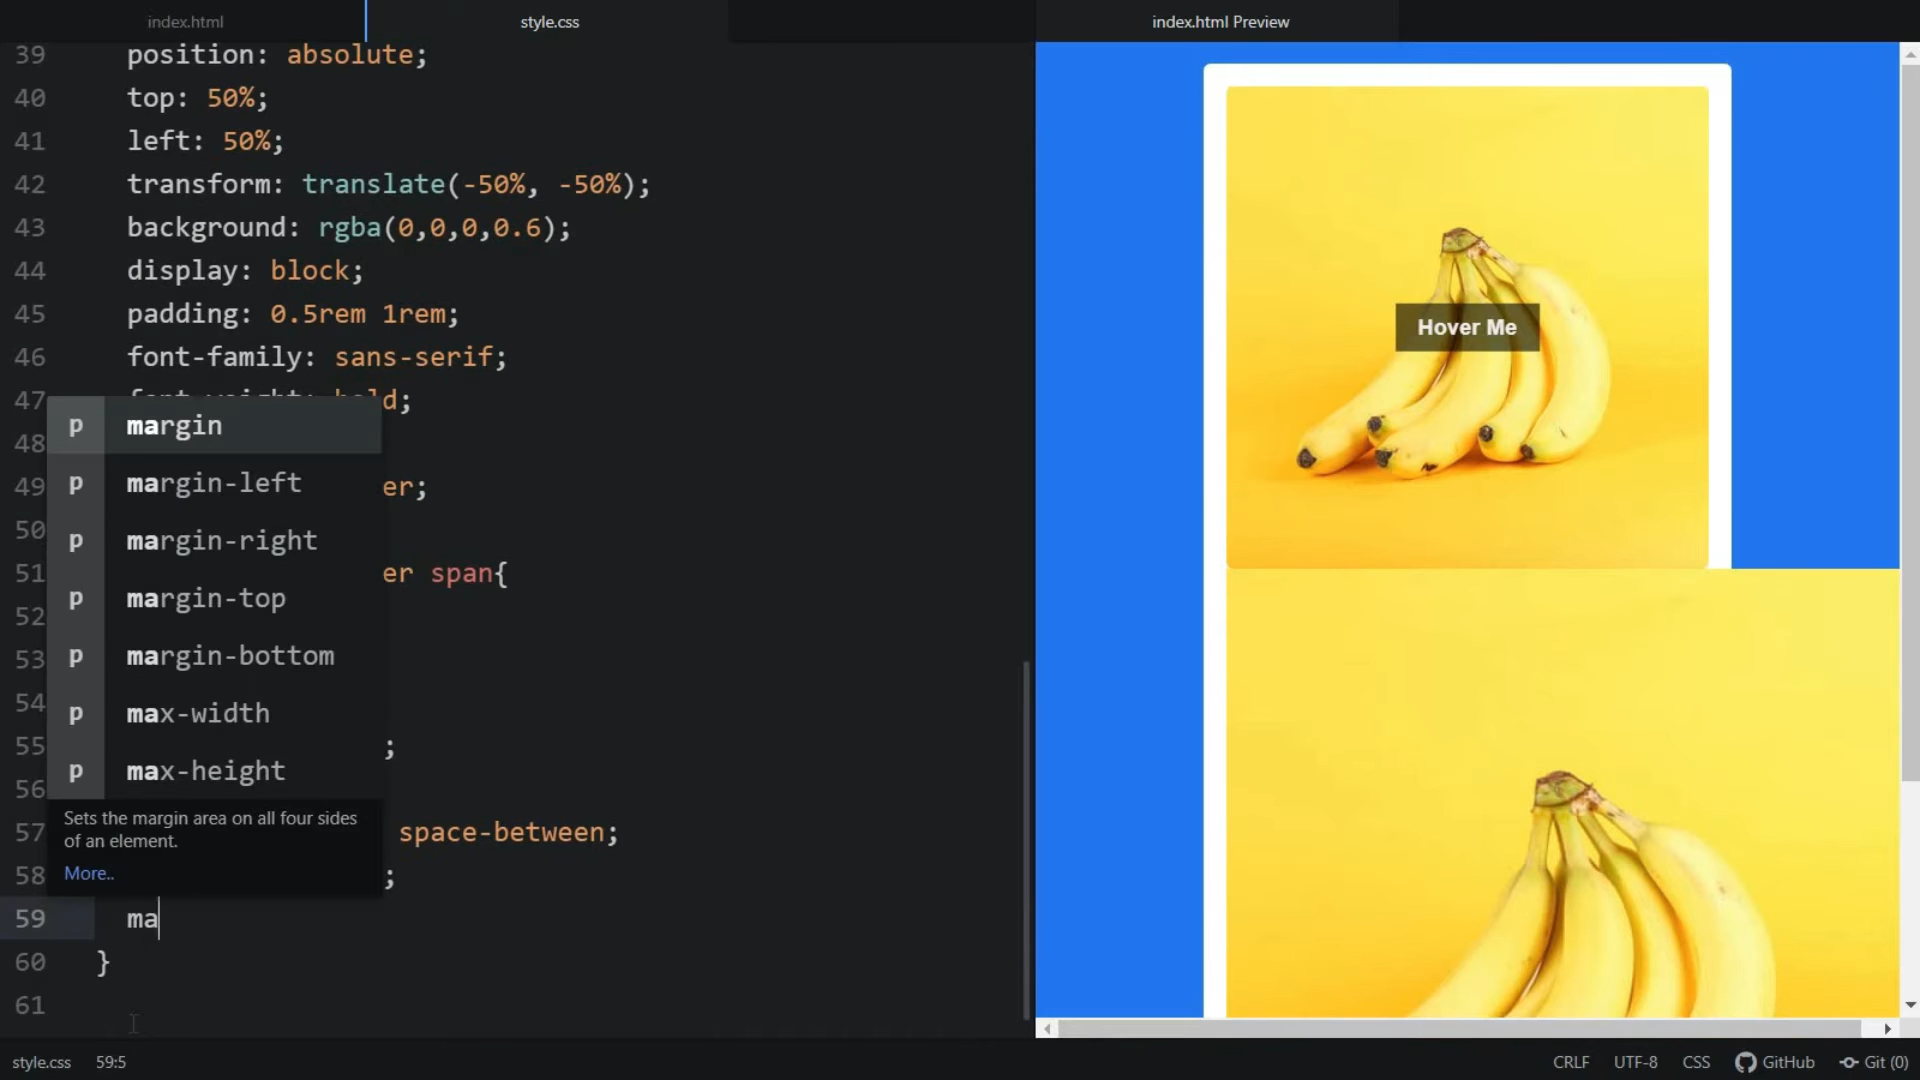 index.html
style.css
index.html Preview
39 position: absolute;
40 top: 50%;
41 left: 50%;
42 transform: translate(-50%, -50%);
43 background: rgba(0,0,0,0.6);
44 display: block;
45 padding: 0.5rem 1rem;
46 font-family: sans-serif;
47 font-weight: bold;
p margin
48
p margin-left
49 er;
50
p margin-right
51 er span{
52
p margin-top
53
p margin-bottom
54
p max-width
55 ;
56
p max-height
Sets the margin area on all four sides
of an element.
57 space-between;
58 ;
More..
59 ma
60 }
61
Hover Me
style.css 59:5
CRLF UTF-8 CSS GitHub Git (0)